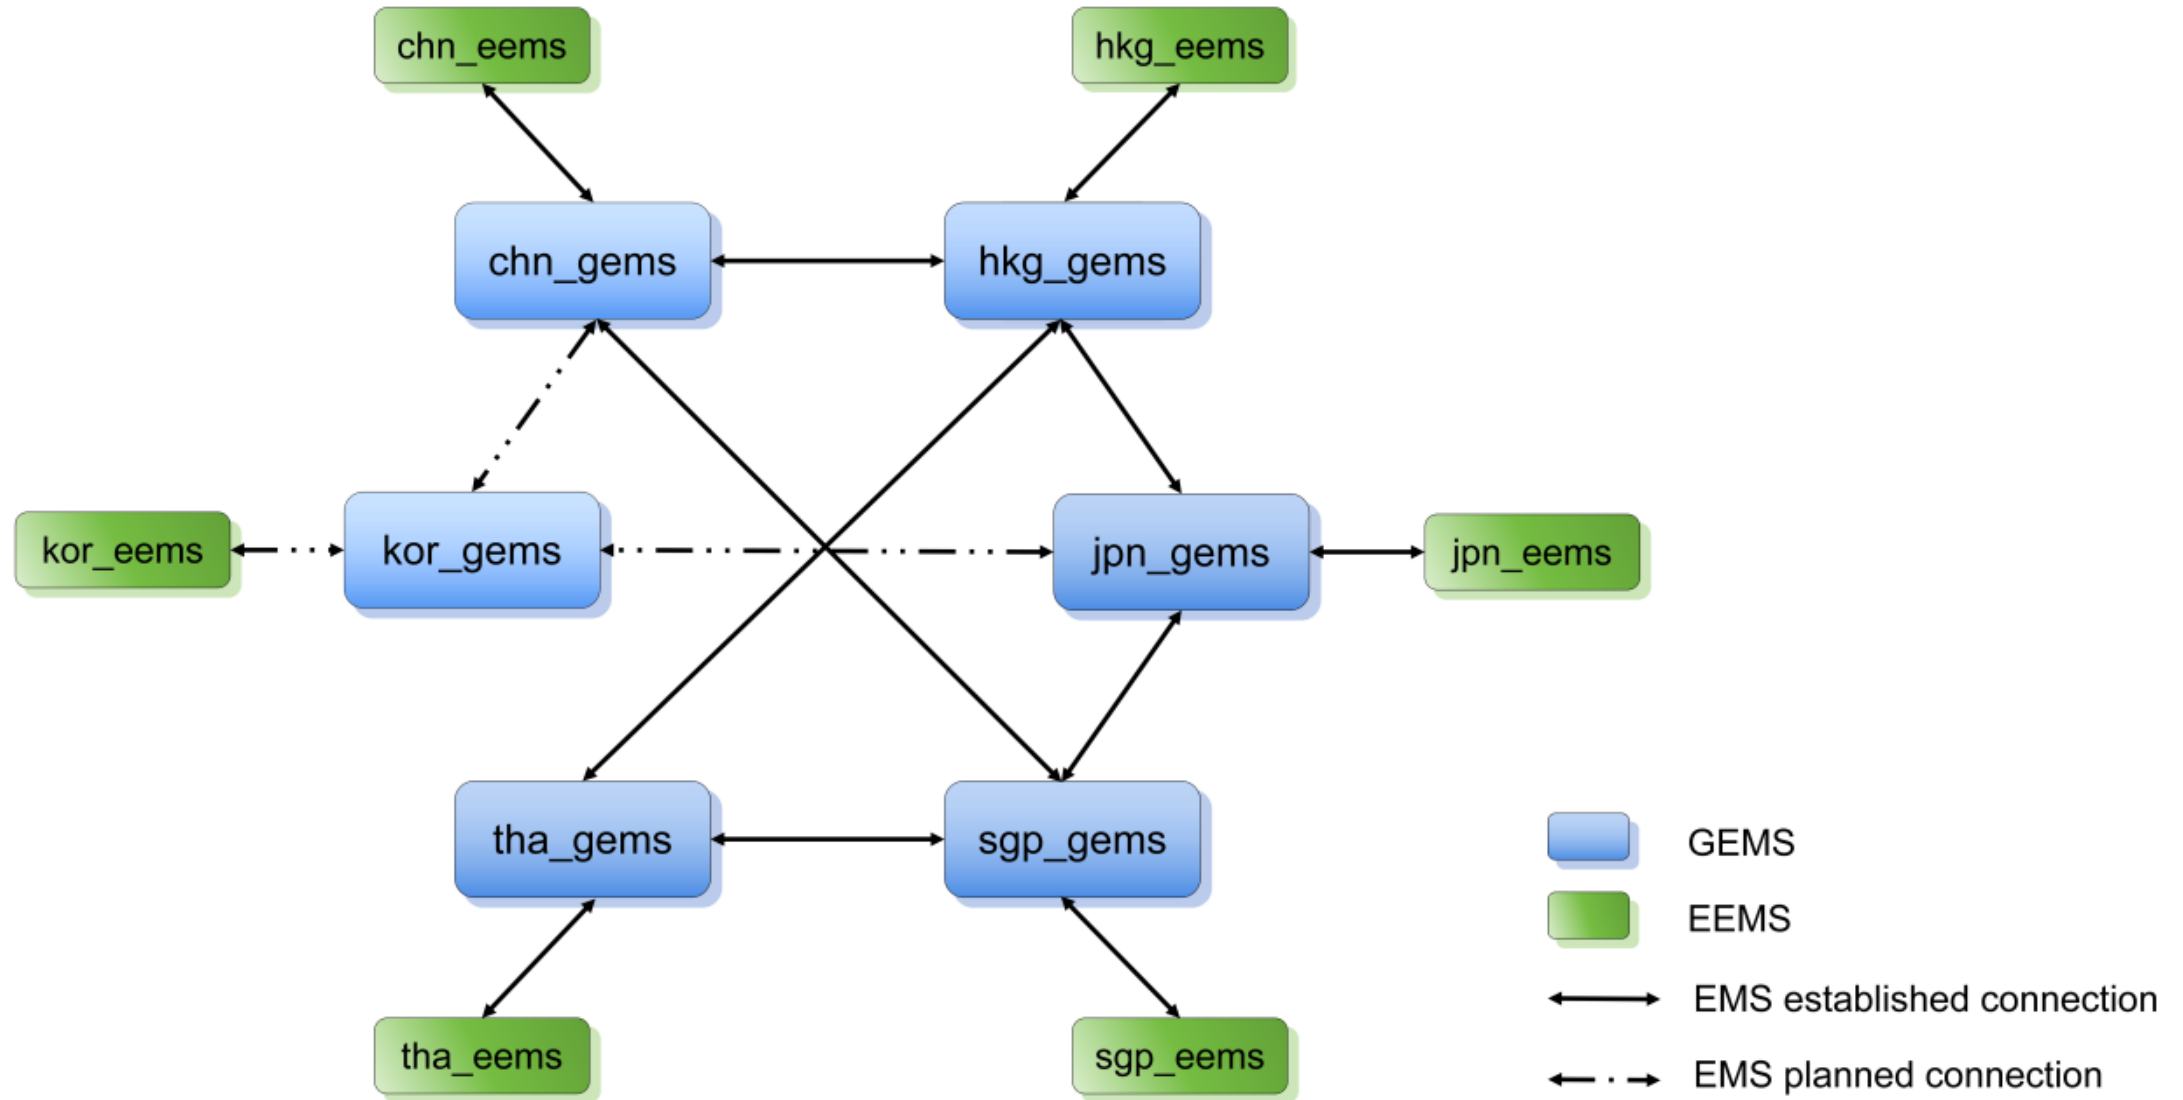 chn_eems
hkg_eems
chn_gems
hkg_gems
kor_eems
kor_gems
jpn_gems
jpn_eems
tha_gems
sgp_gems
tha_eems
sgp_eems
GEMS
EEMS
EMS established connection
EMS planned connection